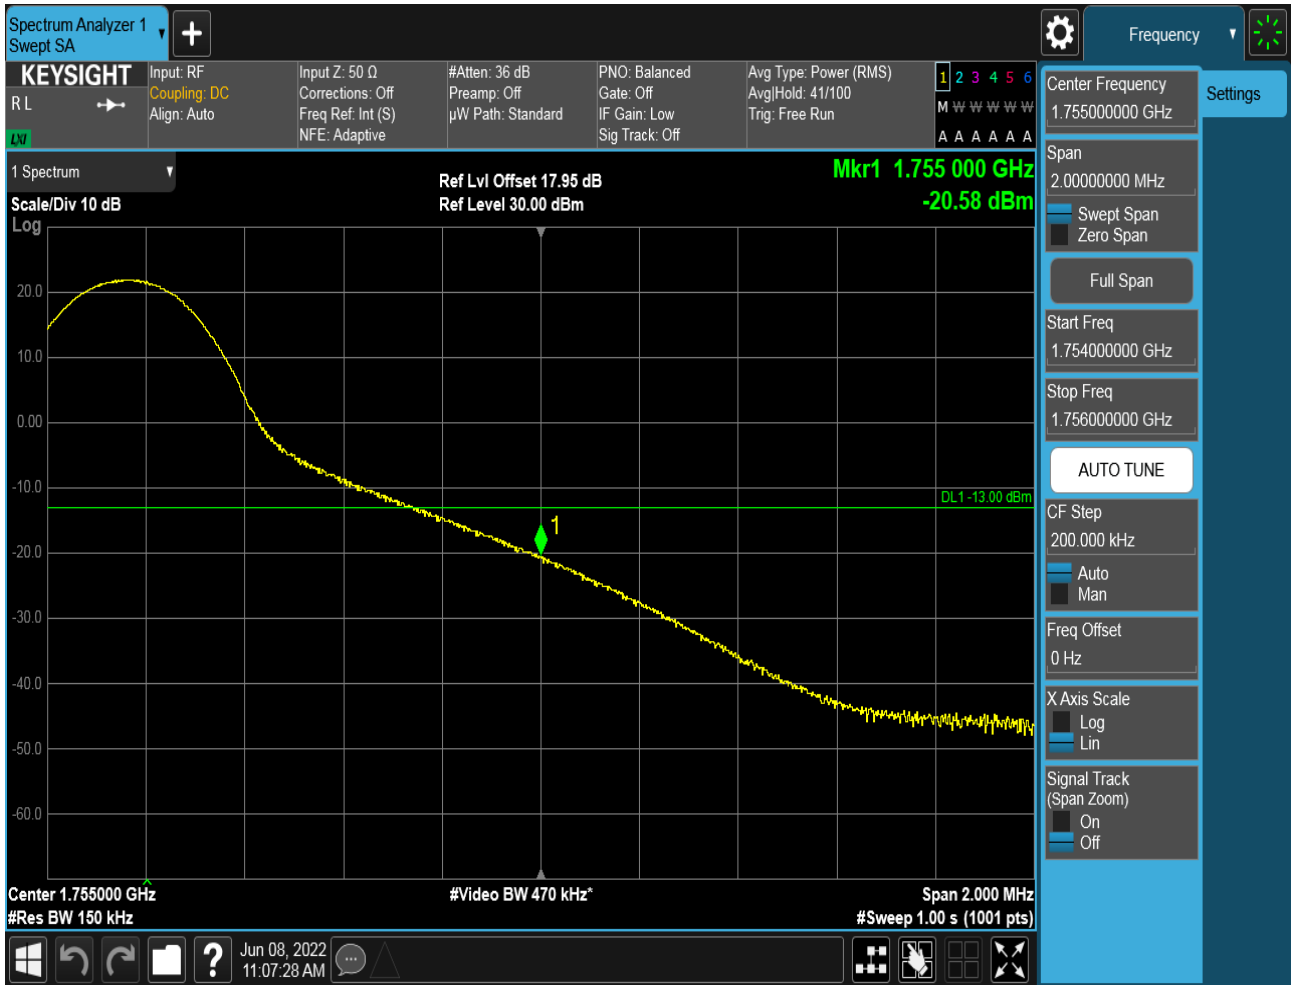 Spectrum Analyzer 1
Swept SA
Frequency
KEYSIGHT
R L
LXI
Input: RF
Coupling: DC
Align: Auto
Input Z: 50 Ω
Corrections: Off
Freq Ref: Int (S)
NFE: Adaptive
#Atten: 36 dB
Preamp: Off
µW Path: Standard
PNO: Balanced
Gate: Off
IF Gain: Low
Sig Track: Off
Avg Type: Power (RMS)
Avg|Hold: 41/100
Trig: Free Run
1 2 3 4 5 6
M W W W W W
A A A A A A
1 Spectrum
Scale/Div 10 dB
Log
Ref Lvl Offset 17.95 dB
Ref Level 30.00 dBm
Mkr1 1.755 000 GHz
-20.58 dBm
20.0
10.0
0.00
-10.0
-20.0
-30.0
-40.0
-50.0
-60.0
DL1 -13.00 dBm
1
Center 1.755000 GHz
#Res BW 150 kHz
#Video BW 470 kHz*
Span 2.000 MHz
#Sweep 1.00 s (1001 pts)
Center Frequency
1.755000000 GHz
Settings
Span
2.00000000 MHz
Swept Span
Zero Span
Full Span
Start Freq
1.754000000 GHz
Stop Freq
1.756000000 GHz
AUTO TUNE
CF Step
200.000 kHz
Auto
Man
Freq Offset
0 Hz
X Axis Scale
Log
Lin
Signal Track
(Span Zoom)
On
Off
?
Jun 08, 2022
11:07:28 AM